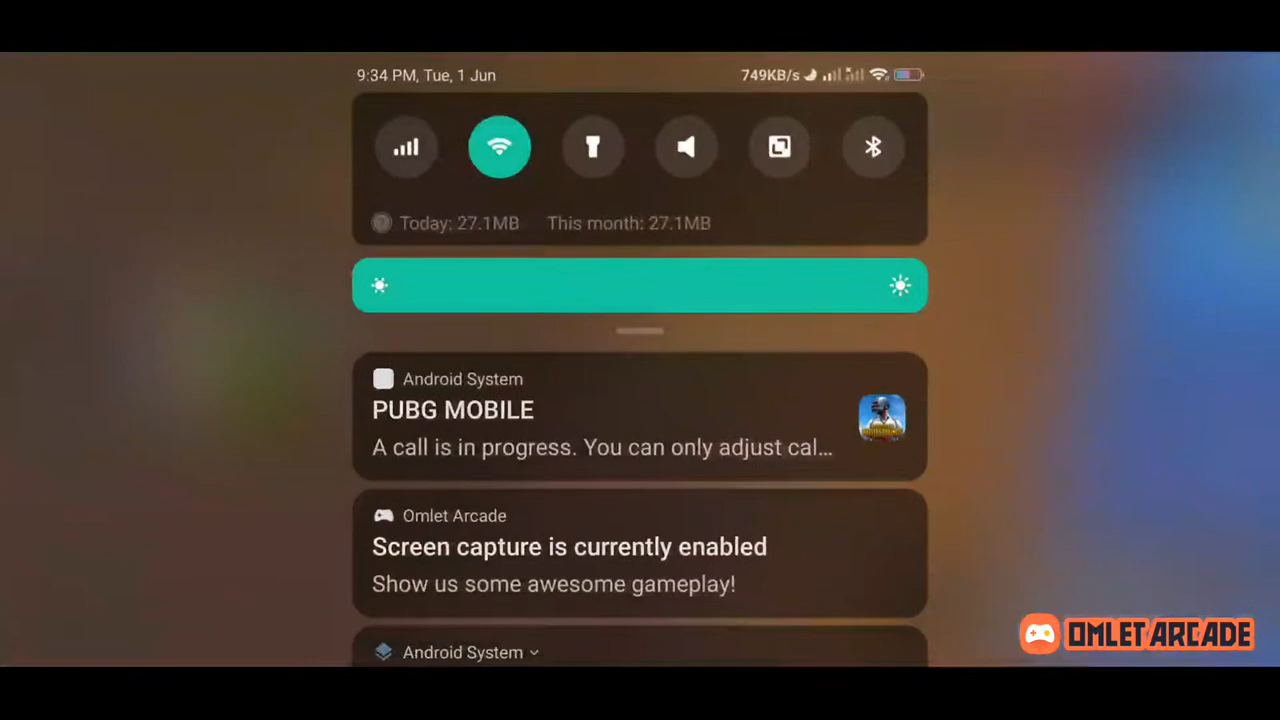 9:34 PM, Tue, 1 Jun
749KB/s
Today: 27.1MB This month: 27.1MB
Android System
PUBG MOBILE
A call is in progress. You can only adjust cal...
Omlet Arcade
Screen capture is currently enabled
Show us some awesome gameplay!
Android System
OMLET ARCADE